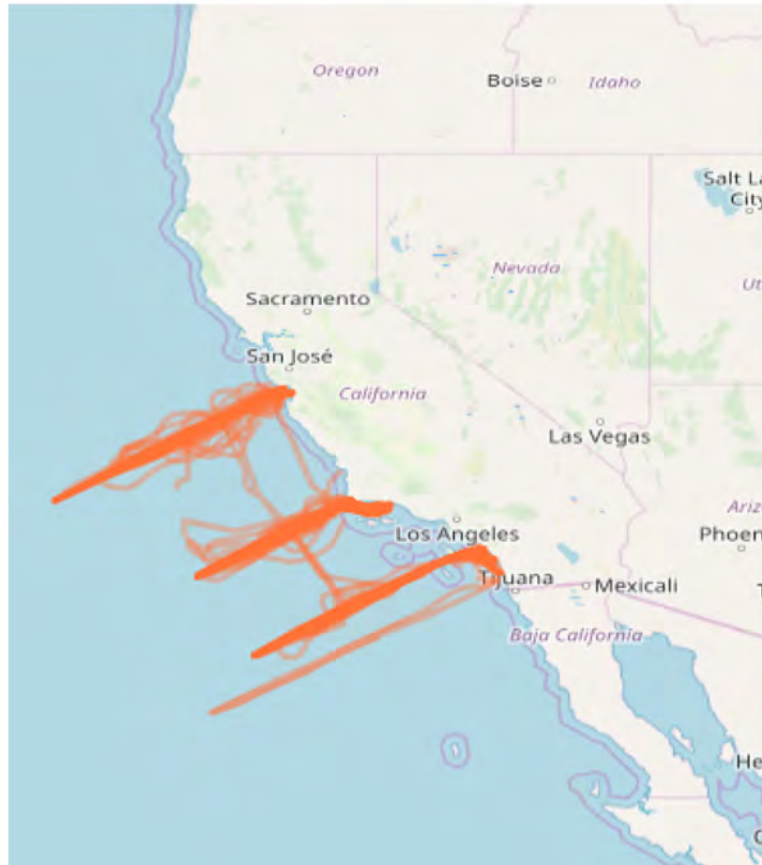 Oregon
Boise
Idaho
Salt La
City
Nevada
Ut
Sacramento
San José
California
Las Vegas
Ariz
Phoen
Los Angeles
Tijuana
Mexicali
Baja California
He